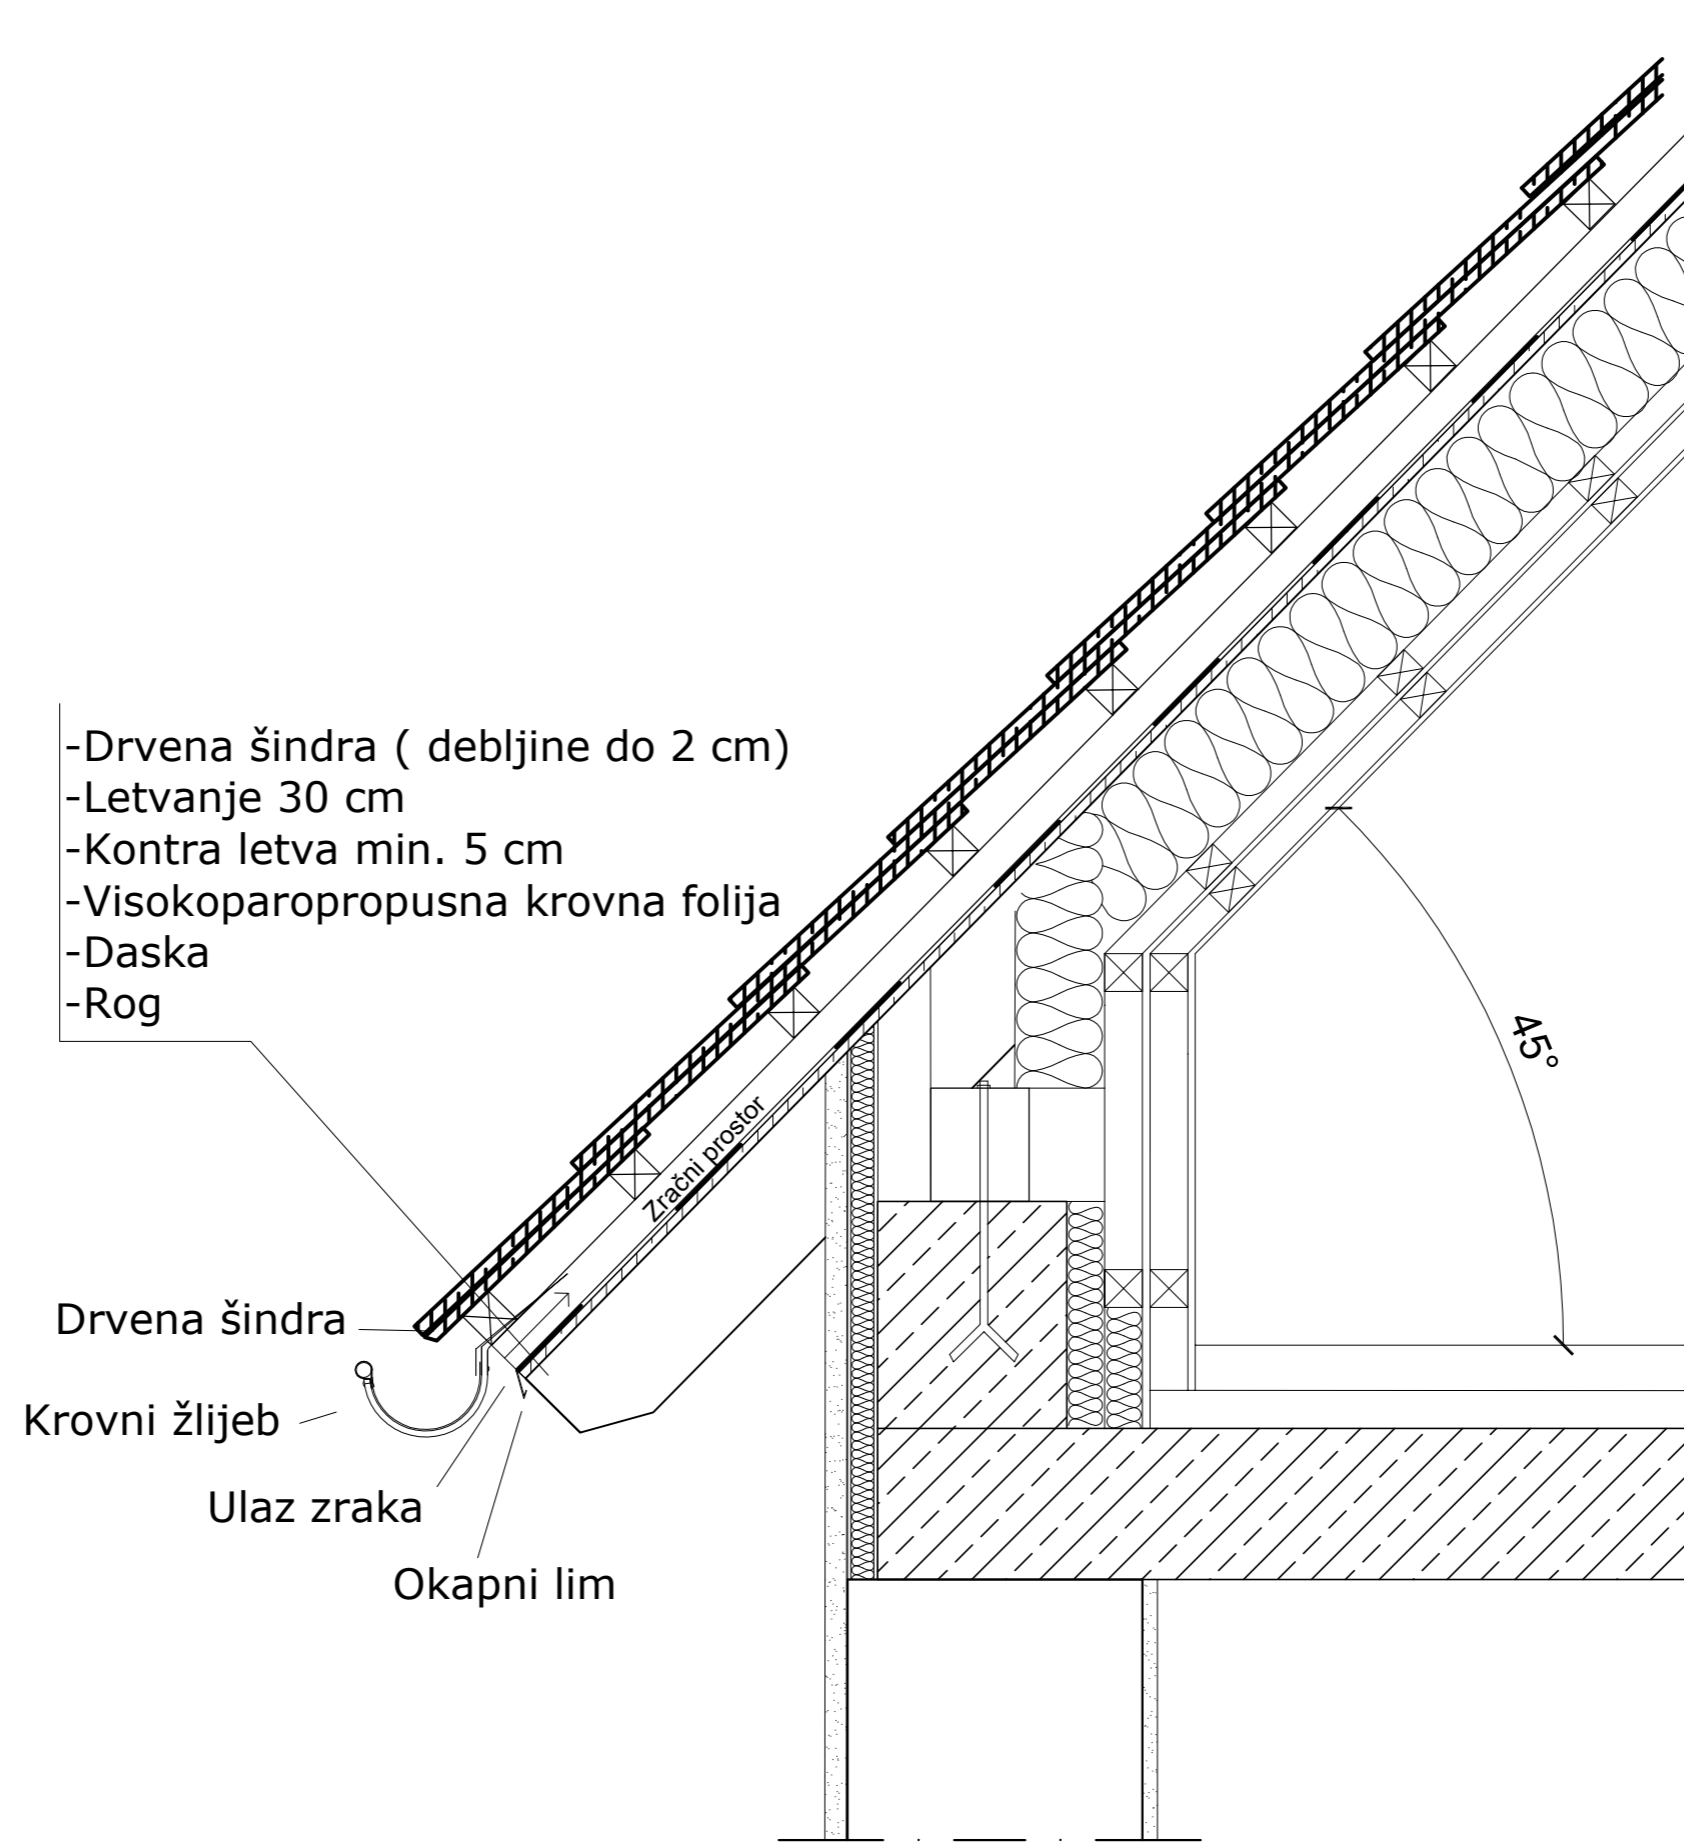 -Drvena šindra ( debljine do 2 cm)
-Letvanje 30 cm
-Kontra letva min. 5 cm
-Visokoparopropusna krovna folija
-Daska
-Rog
45°
Zračni prostor
Drvena šindra
Krovni žlijeb
Ulaz zraka
Okapni lim